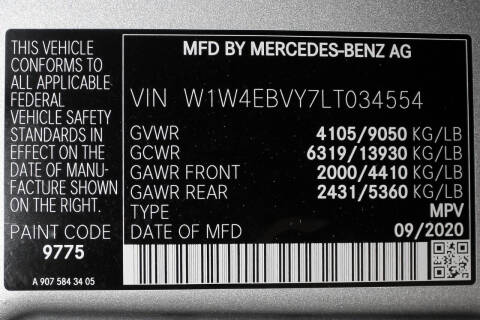 THIS VEHICLE
CONFORMS TO
ALL APPLICABLE
FEDERAL
VEHICLE SAFETY
STANDARDS IN
EFFECT ON THE
DATE OF MANU-
FACTURE SHOWN
ON THE RIGHT.
PAINT CODE
9775
A 907 584 34 05
MFD BY MERCEDES-BENZ AG
VIN W1W4EBVY7LT034554
GVWR 4105/9050 KG/LB
GCWR 6319/13930 KG/LB
GAWR FRONT 2000/4410 KG/LB
GAWR REAR 2431/5360 KG/LB
TYPE MPV
DATE OF MFD 09/2020